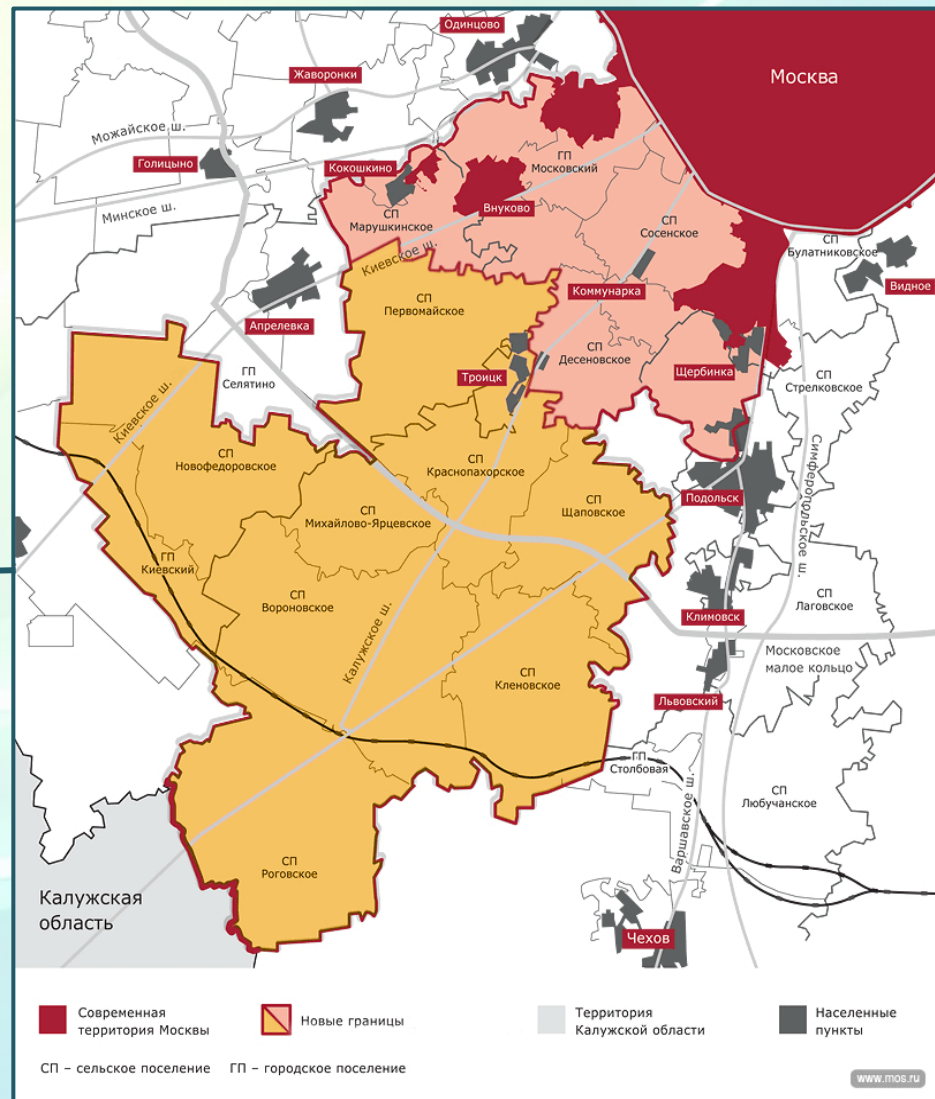 Одинцово
Москва
Жаворонки
Можайское ш.
ГП
Московский
Голицыно
Кокошкино
Минское ш.
Внуково
СП
Марушкинское
СП
Сосенское
СП
Булатниковское
Киевское ш.
Видное
Коммунарка
СП
Первомайское
Апрелевка
СП
Десеновское
ГП
Селятино
Троицк
Щербинка
СП
Стрелковское
Киевское ш.
СП
Новофедоровское
СП
Краснопахорское
Симферопольское ш.
Подольск
СП
Михайлово-Ярцевское
СП
Щаповское
ГП
Киевский
СП
Вороновское
СП
Лаговское
Климовск
Калужское ш.
Московское
малое кольцо
СП
Кленовское
Львовский
ГП
Столбовая
СП
Любучанское
Варшавское ш.
СП
Роговское
Калужская
область
Чехов
Современная
территория Москвы
Новые границы
Территория
Калужской области
Населенные
пункты
СП – сельское поселение ГП – городское поселение
www.mos.ru